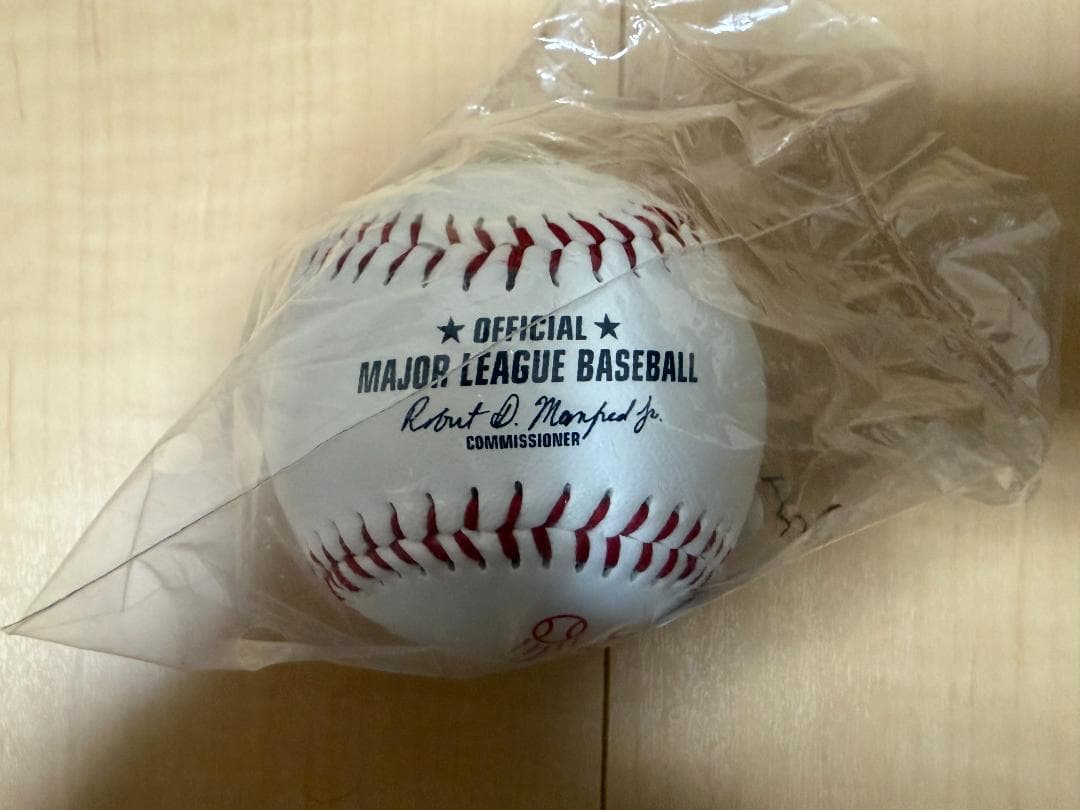 ★ OFFICIAL ★
MAJOR LEAGUE BASEBALL
Robert D. Manfred Jr.
COMMISSIONER